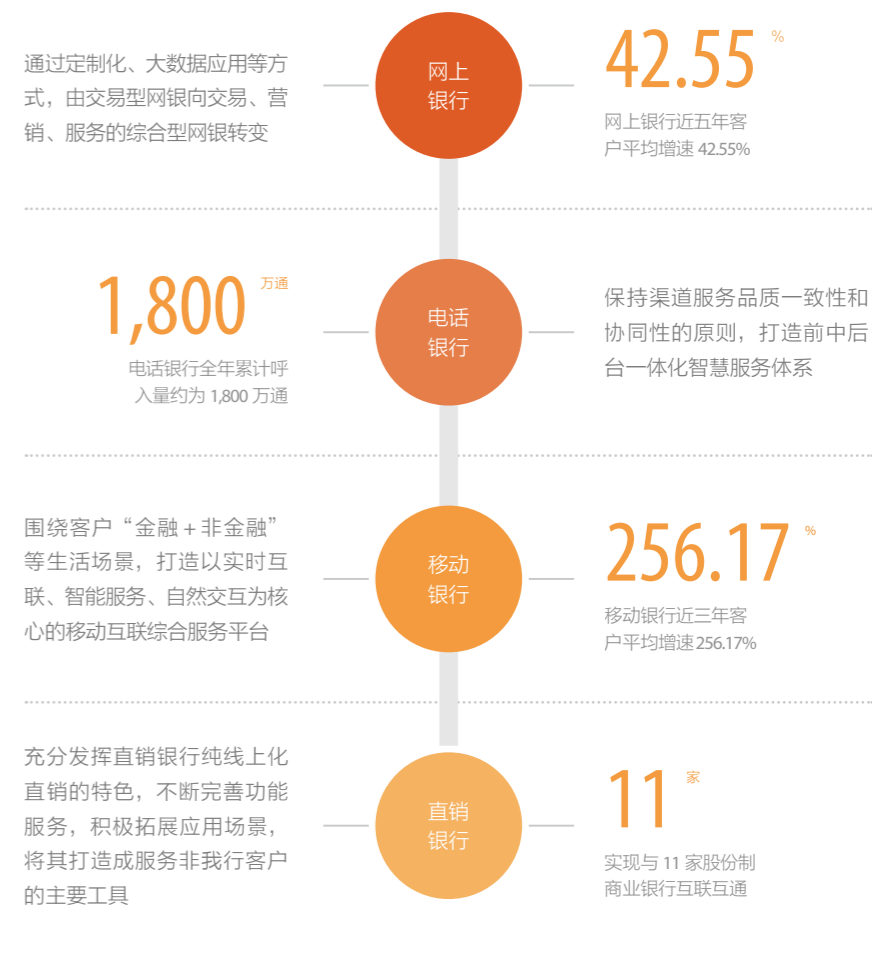 通过定制化、大数据应用等方
式，由交易型网银向交易、营
销、服务的综合型网银转变
网上
银行
42.55 %
网上银行近五年客
户平均增速 42.55%
1,800 万通
电话银行全年累计呼
入量约为 1,800 万通
电话
银行
保持渠道服务品质一致性和
协同性的原则，打造前中后
台一体化智慧服务体系
围绕客户“金融+非金融”
等生活场景，打造以实时互
联、智能服务、自然交互为核
心的移动互联综合服务平台
移动
银行
256.17 %
移动银行近三年客
户平均增速256.17%
充分发挥直销银行纯线上化
直销的特色，不断完善功能
服务，积极拓展应用场景，
将其打造成服务非我行客户
的主要工具
直销
银行
11 家
实现与 11 家股份制
商业银行互联互通